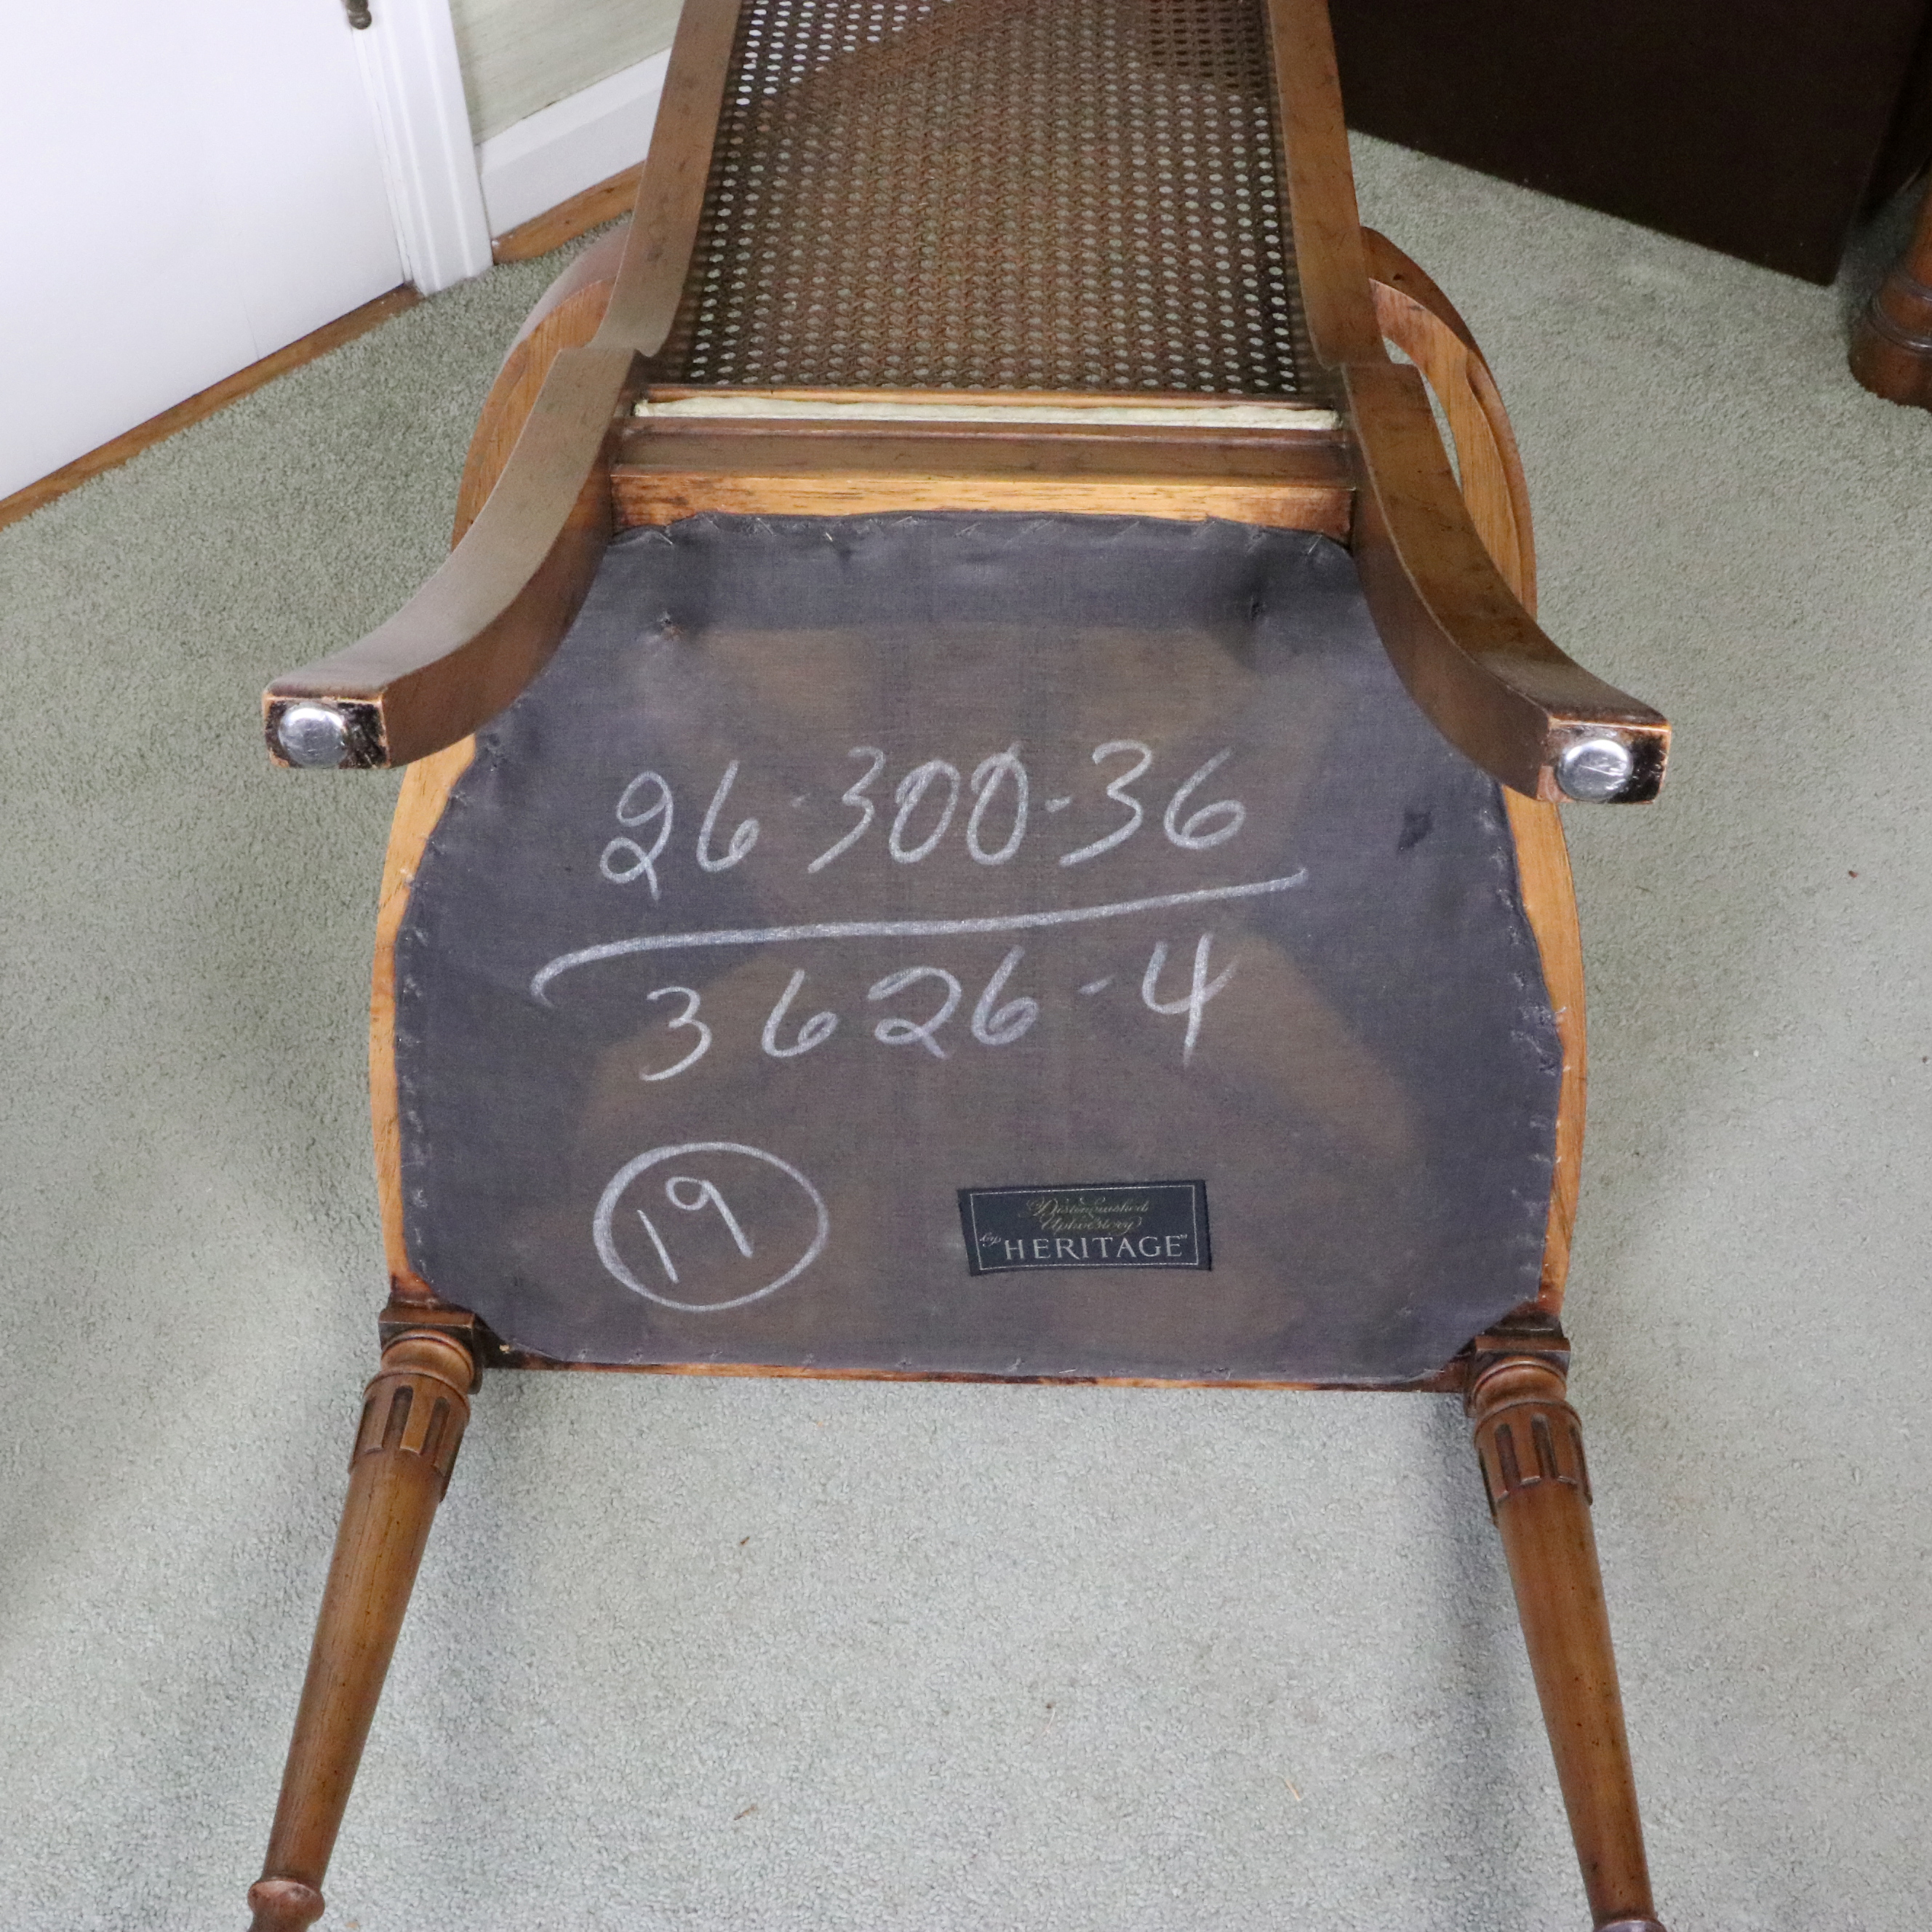 26-300-36
3626-4
19
Distinguished
Upholstery
by HERITAGE